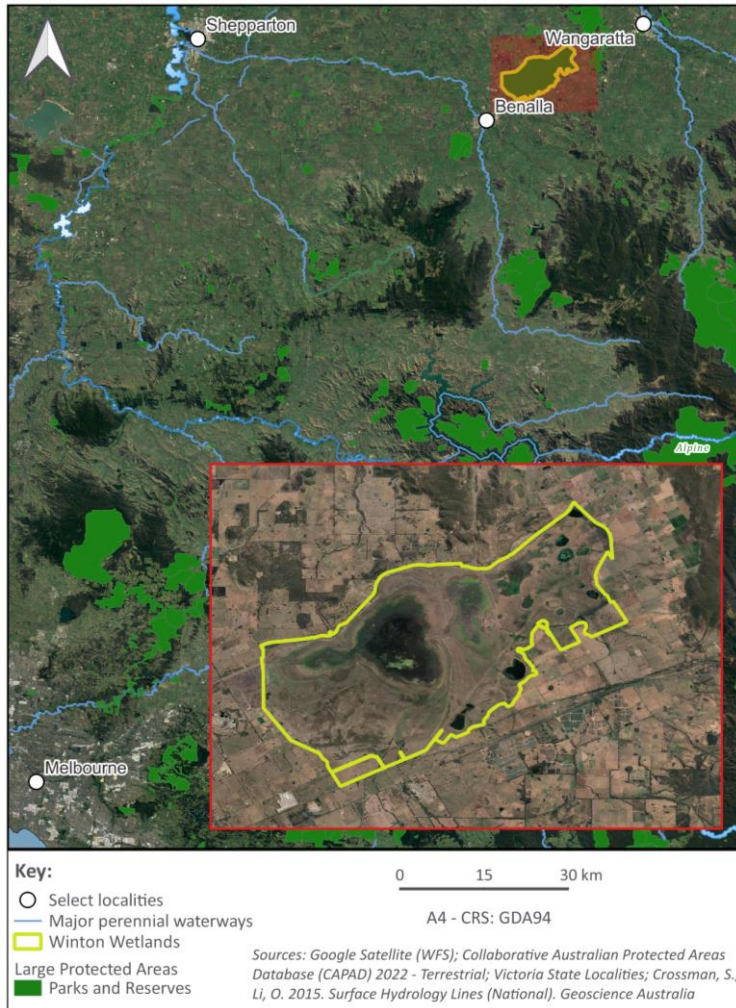 Shepparton
Wangaratta
Benalla
Alpine
Melbourne
Key:
Select localities
Major perennial waterways
Winton Wetlands
Large Protected Areas
Parks and Reserves
0 15 30 km
A4 - CRS: GDA94
Sources: Google Satellite (WFS); Collaborative Australian Protected Areas
Database (CAPAD) 2022 - Terrestrial; Victoria State Localities; Crossman, S.,
Li, O. 2015. Surface Hydrology Lines (National). Geoscience Australia